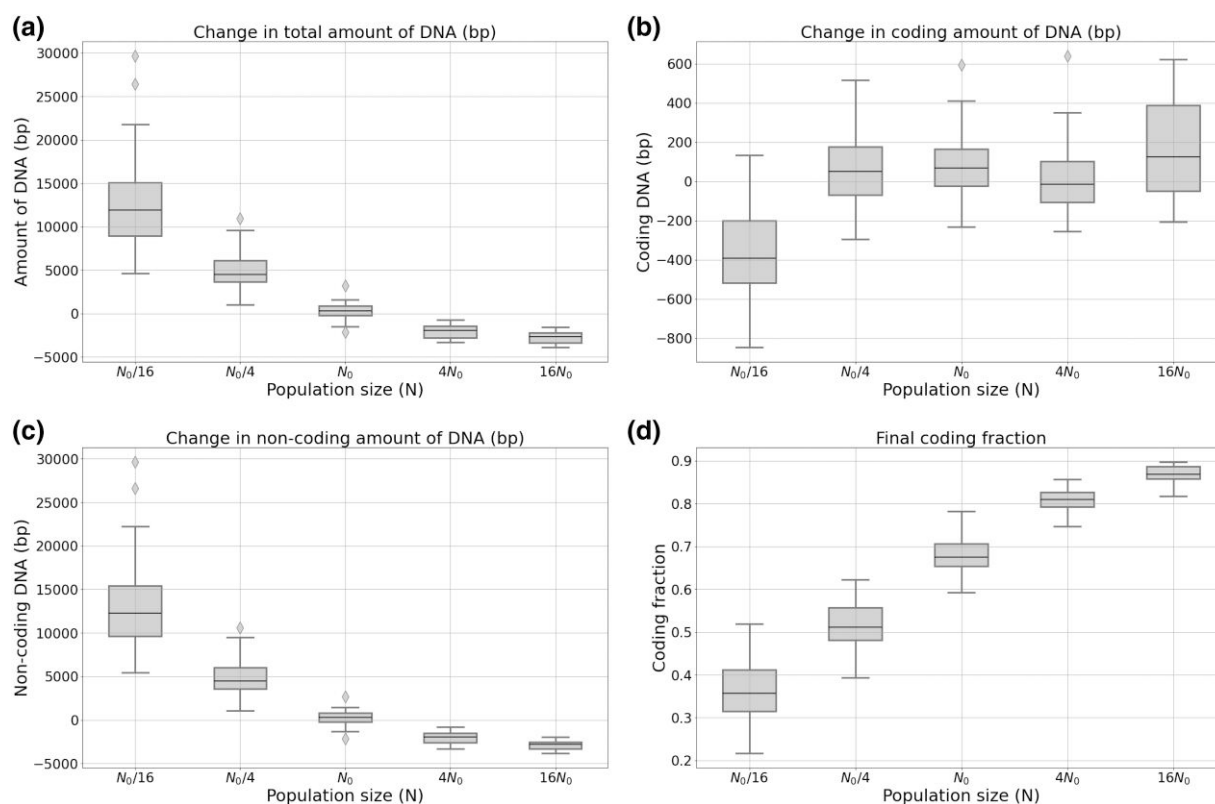 (a)
Change in total amount of DNA (bp)
30000
25000
20000
15000
10000
5000
0
−5000
Amount of DNA (bp)
N₀/16 N₀/4 N₀ 4N₀ 16N₀
Population size (N)
(b)
Change in coding amount of DNA (bp)
600
400
200
0
−200
−400
−600
−800
Coding DNA (bp)
N₀/16 N₀/4 N₀ 4N₀ 16N₀
Population size (N)
(c)
Change in non-coding amount of DNA (bp)
30000
25000
20000
15000
10000
5000
0
−5000
Non-coding DNA (bp)
N₀/16 N₀/4 N₀ 4N₀ 16N₀
Population size (N)
(d)
Final coding fraction
0.9
0.8
0.7
0.6
0.5
0.4
0.3
0.2
Coding fraction
N₀/16 N₀/4 N₀ 4N₀ 16N₀
Population size (N)